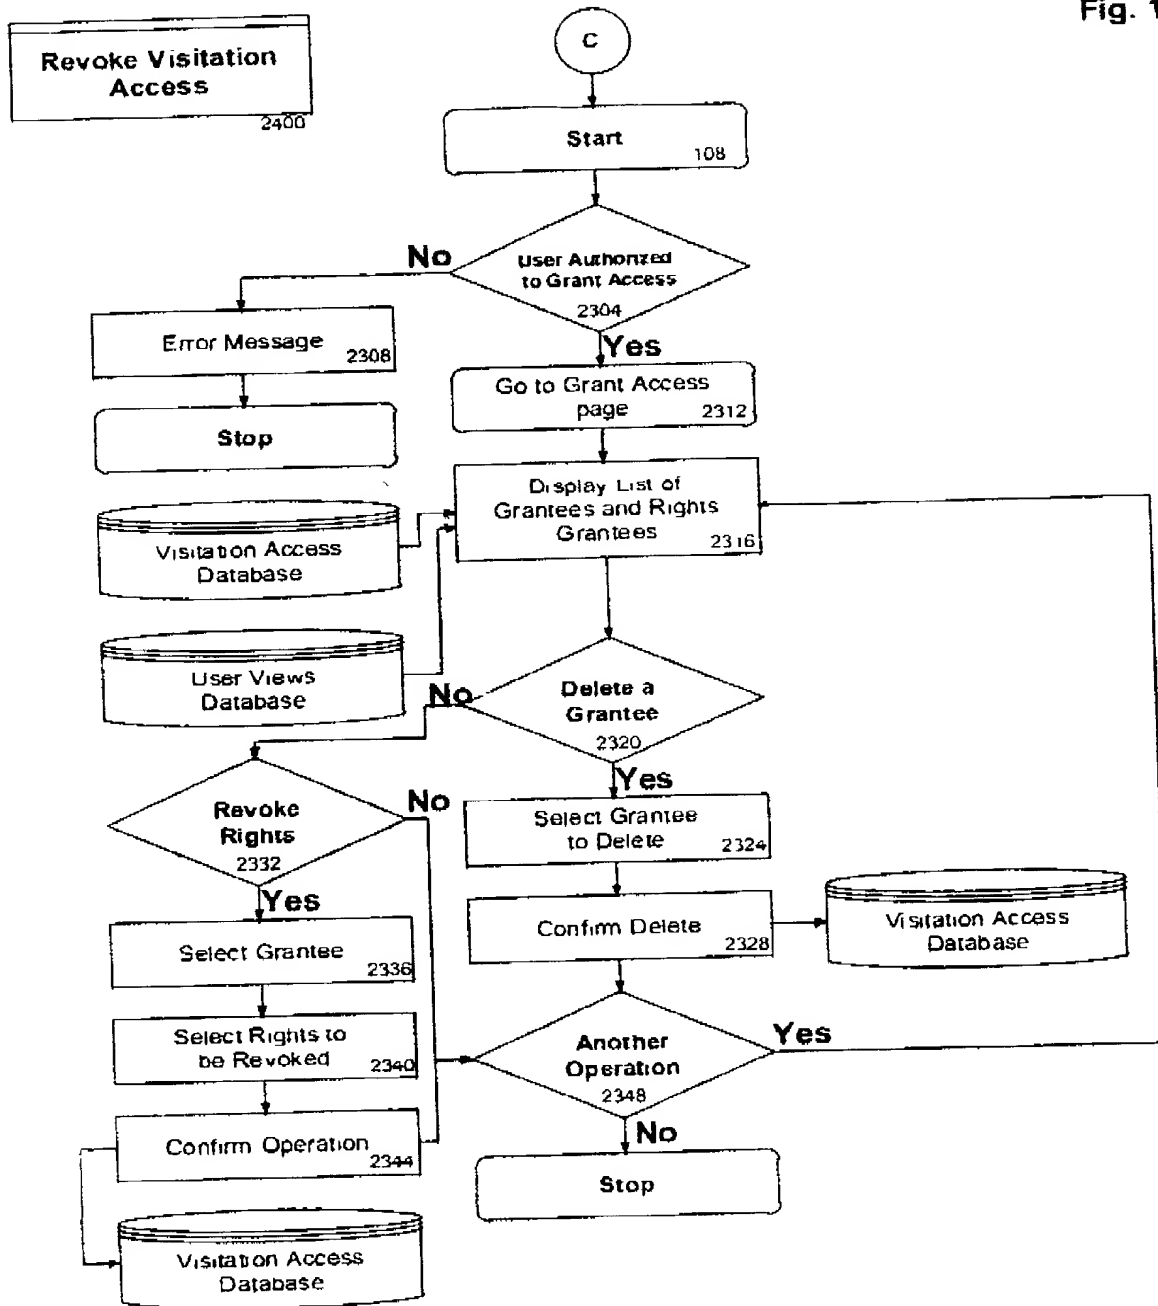 Fig. 1
C
Revoke Visitation
Access
2400
Start
108
No
User Authorized
to Grant Access
2304
Yes
Error Message
2308
Go to Grant Access
page
2312
Stop
Display List of
Grantees and Rights
Grantees
2316
Visitation Access
Database
User Views
Database
No
Delete a
Grantee
2320
Yes
Revoke
Rights
2332
No
Select Grantee
to Delete
2324
Yes
Confirm Delete
2328
Visitation Access
Database
Select Grantee
2336
Select Rights to
be Revoked
2340
Another
Operation
2348
Yes
No
Confirm Operation
2344
Stop
Visitation Access
Database